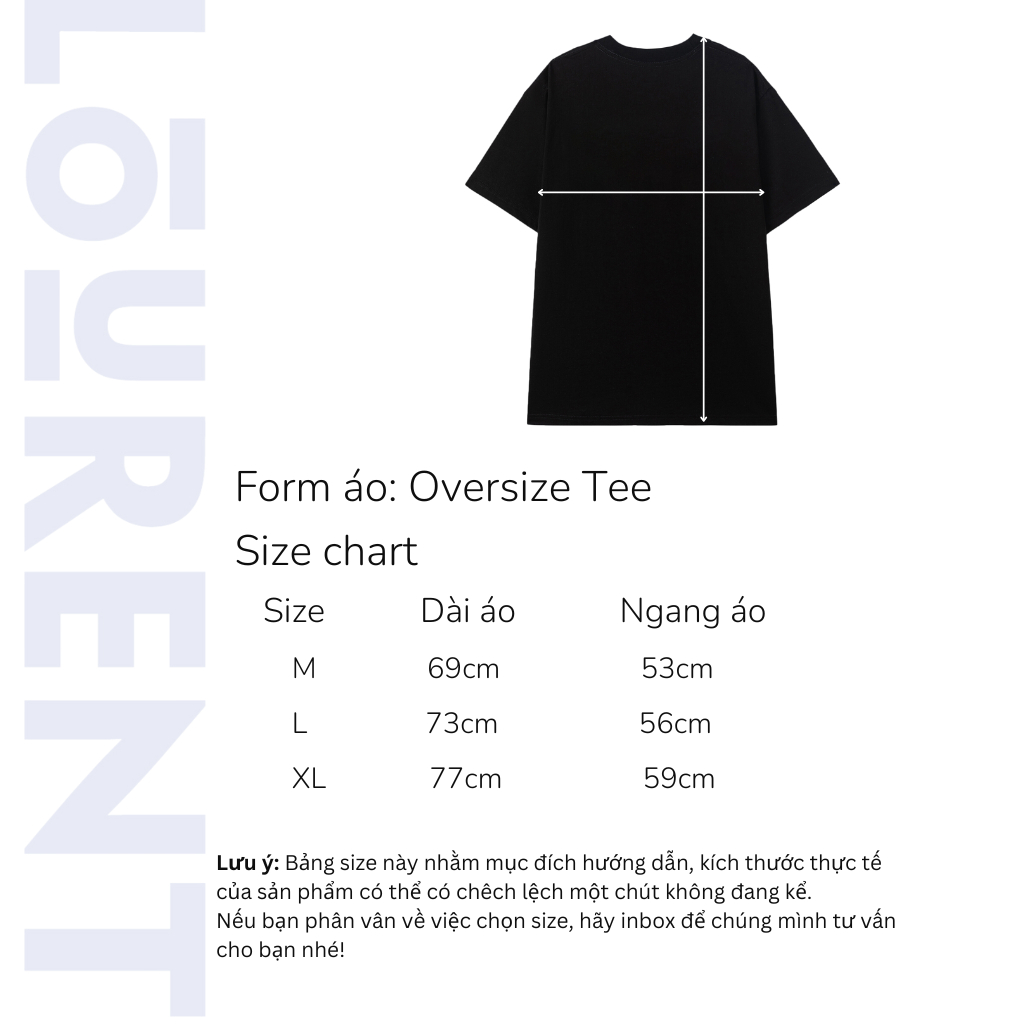 LOURENT
Form áo: Oversize Tee
Size chart
Size Dài áo Ngang áo
M 69cm 53cm
L 73cm 56cm
XL 77cm 59cm
Lưu ý: Bảng size này nhằm mục đích hướng dẫn, kích thước thực tế
của sản phẩm có thể có chêch lệch một chút không đang kể.
Nếu bạn phân vân về việc chọn size, hãy inbox để chúng mình tư vấn
cho bạn nhé!